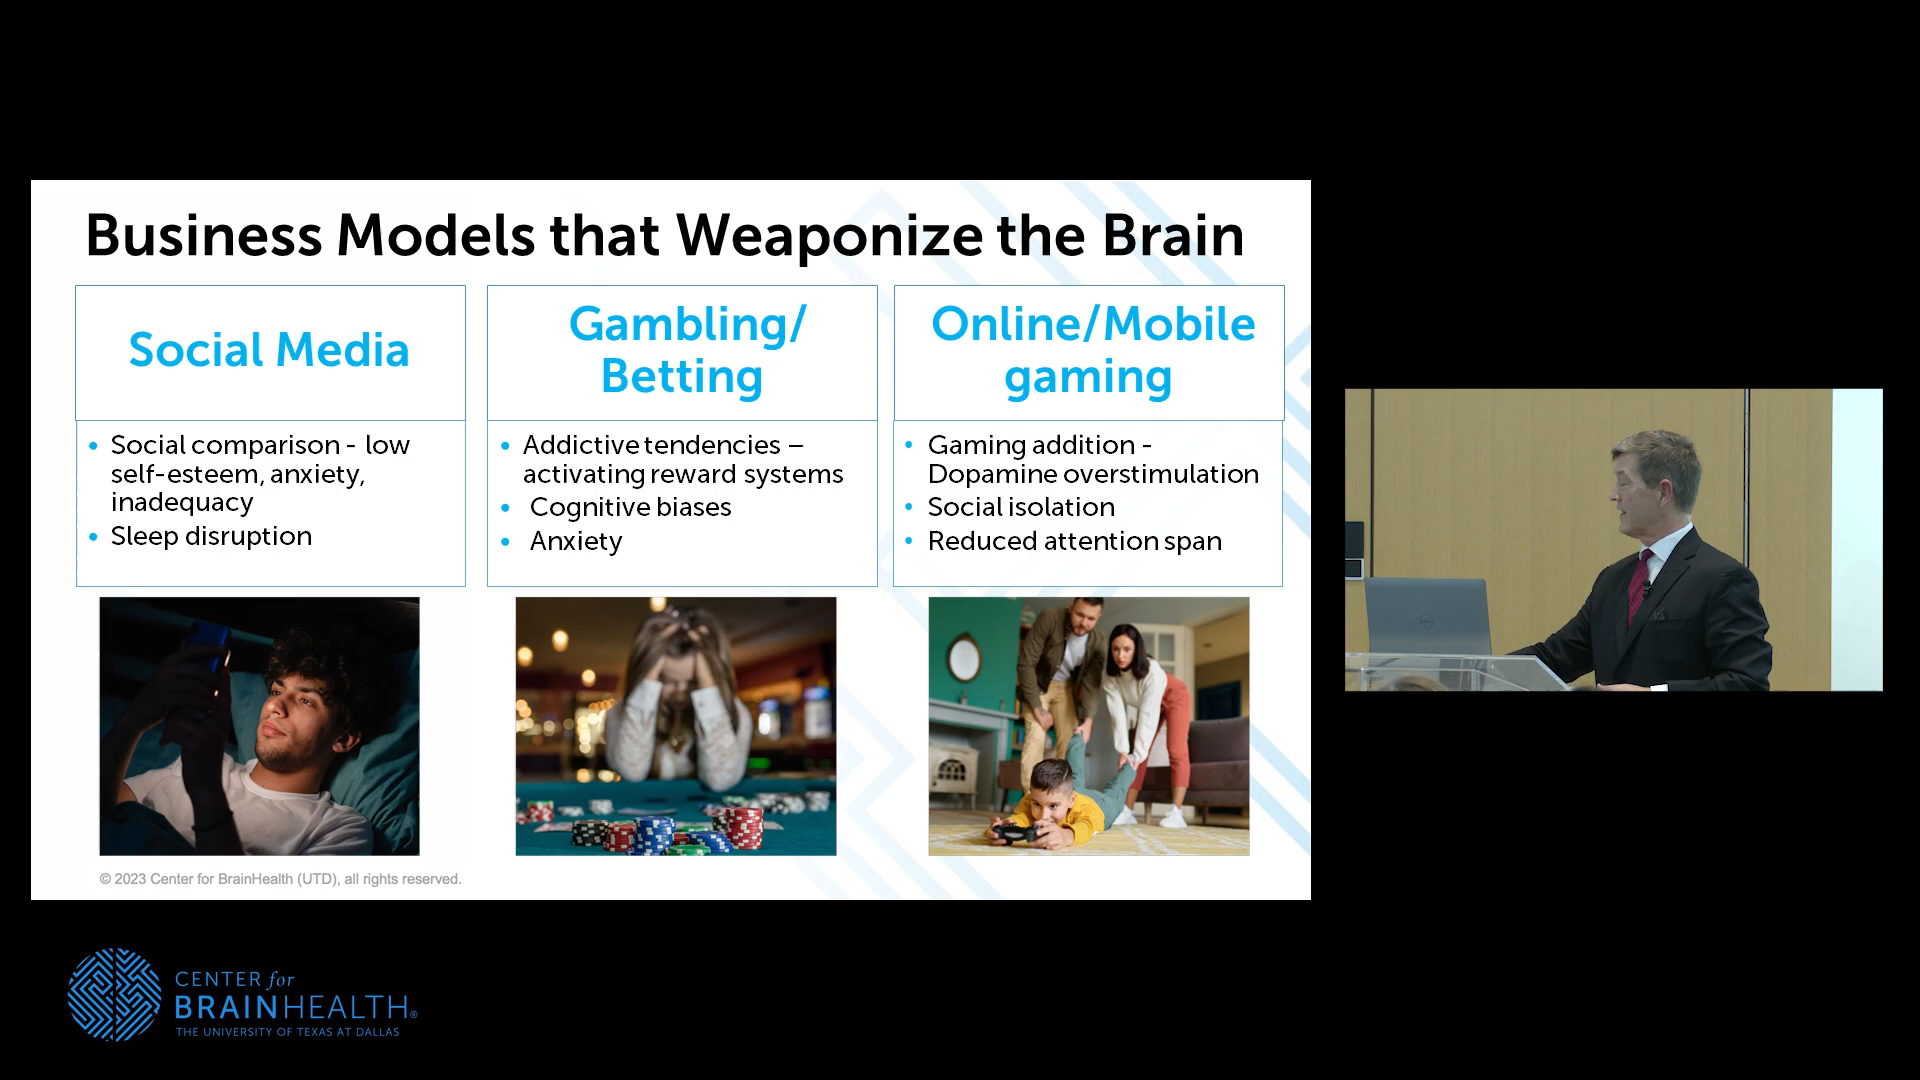 Business Models that Weaponize the Brain
Social Media
• Social comparison - low
self-esteem, anxiety,
inadequacy
• Sleep disruption
Gambling/
Betting
• Addictive tendencies –
activating reward systems
• Cognitive biases
• Anxiety
Online/Mobile
gaming
• Gaming addition -
Dopamine overstimulation
• Social isolation
• Reduced attention span
© 2023 Center for BrainHealth (UTD), all rights reserved.
CENTER for
BRAINHEALTH®
THE UNIVERSITY OF TEXAS AT DALLAS
DELL